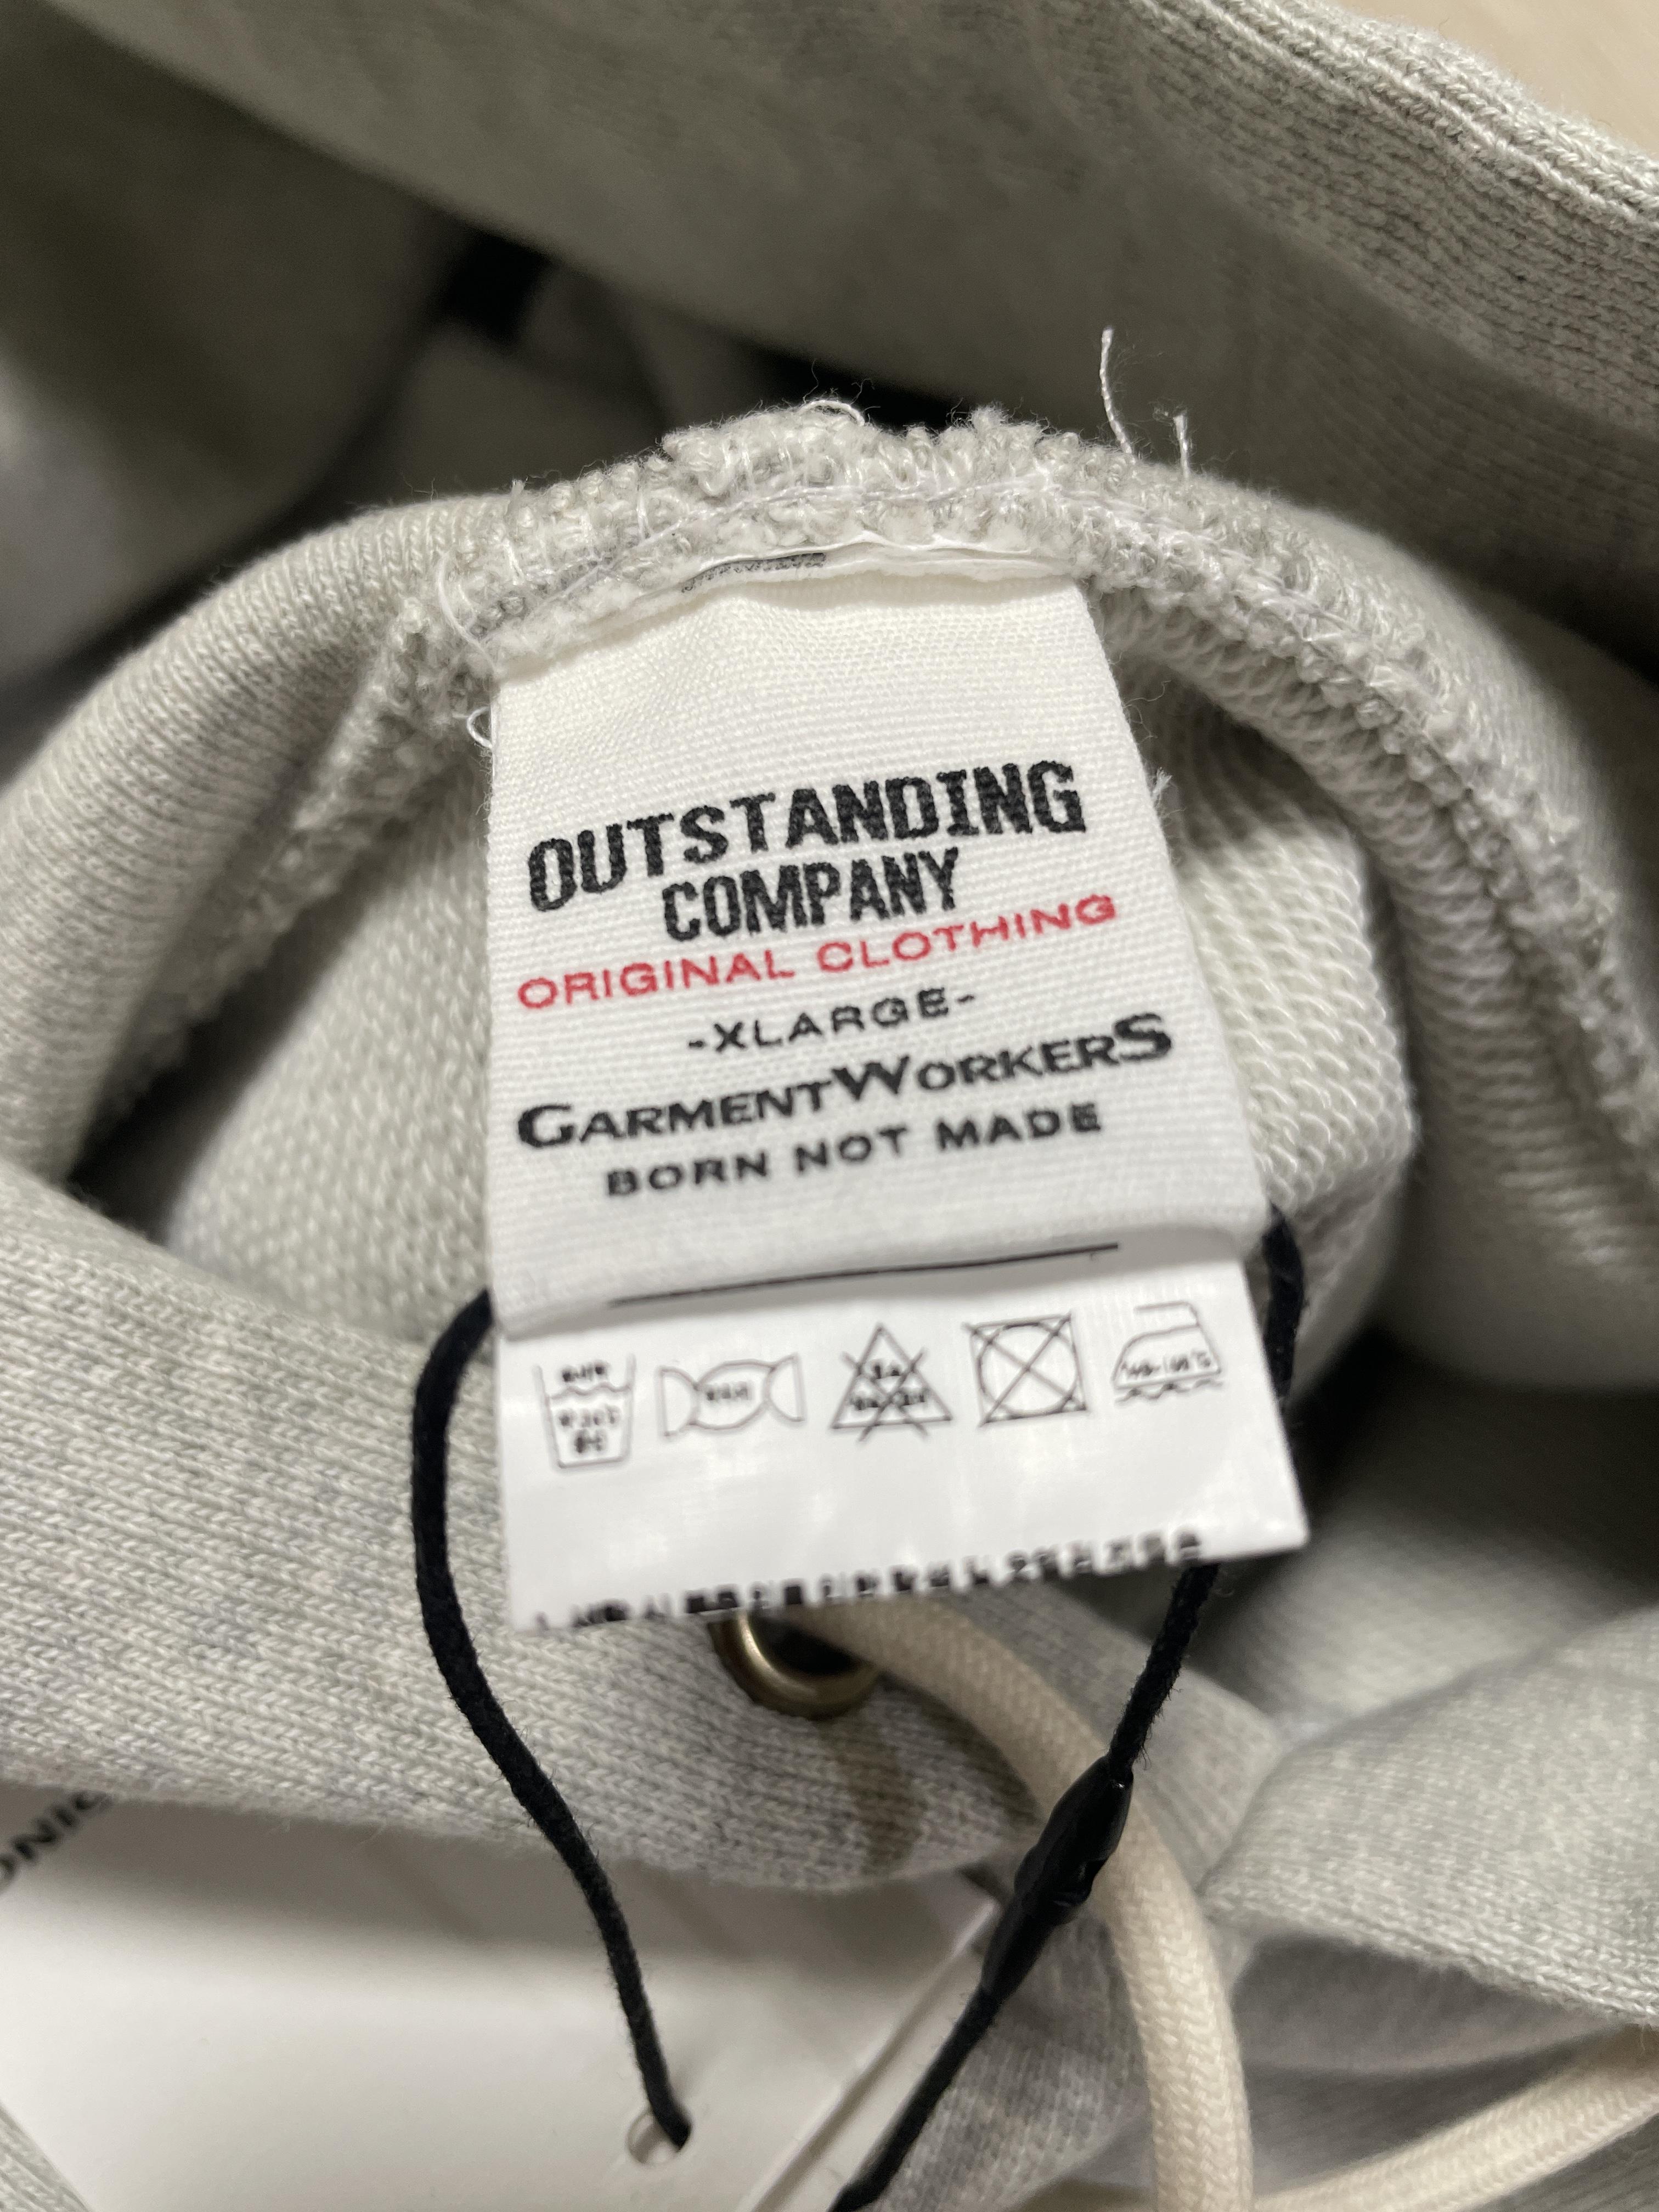 OUTSTANDING
COMPANY
ORIGINAL CLOTHING
-XLARGE-
GARMENTWORKERS
BORN NOT MADE